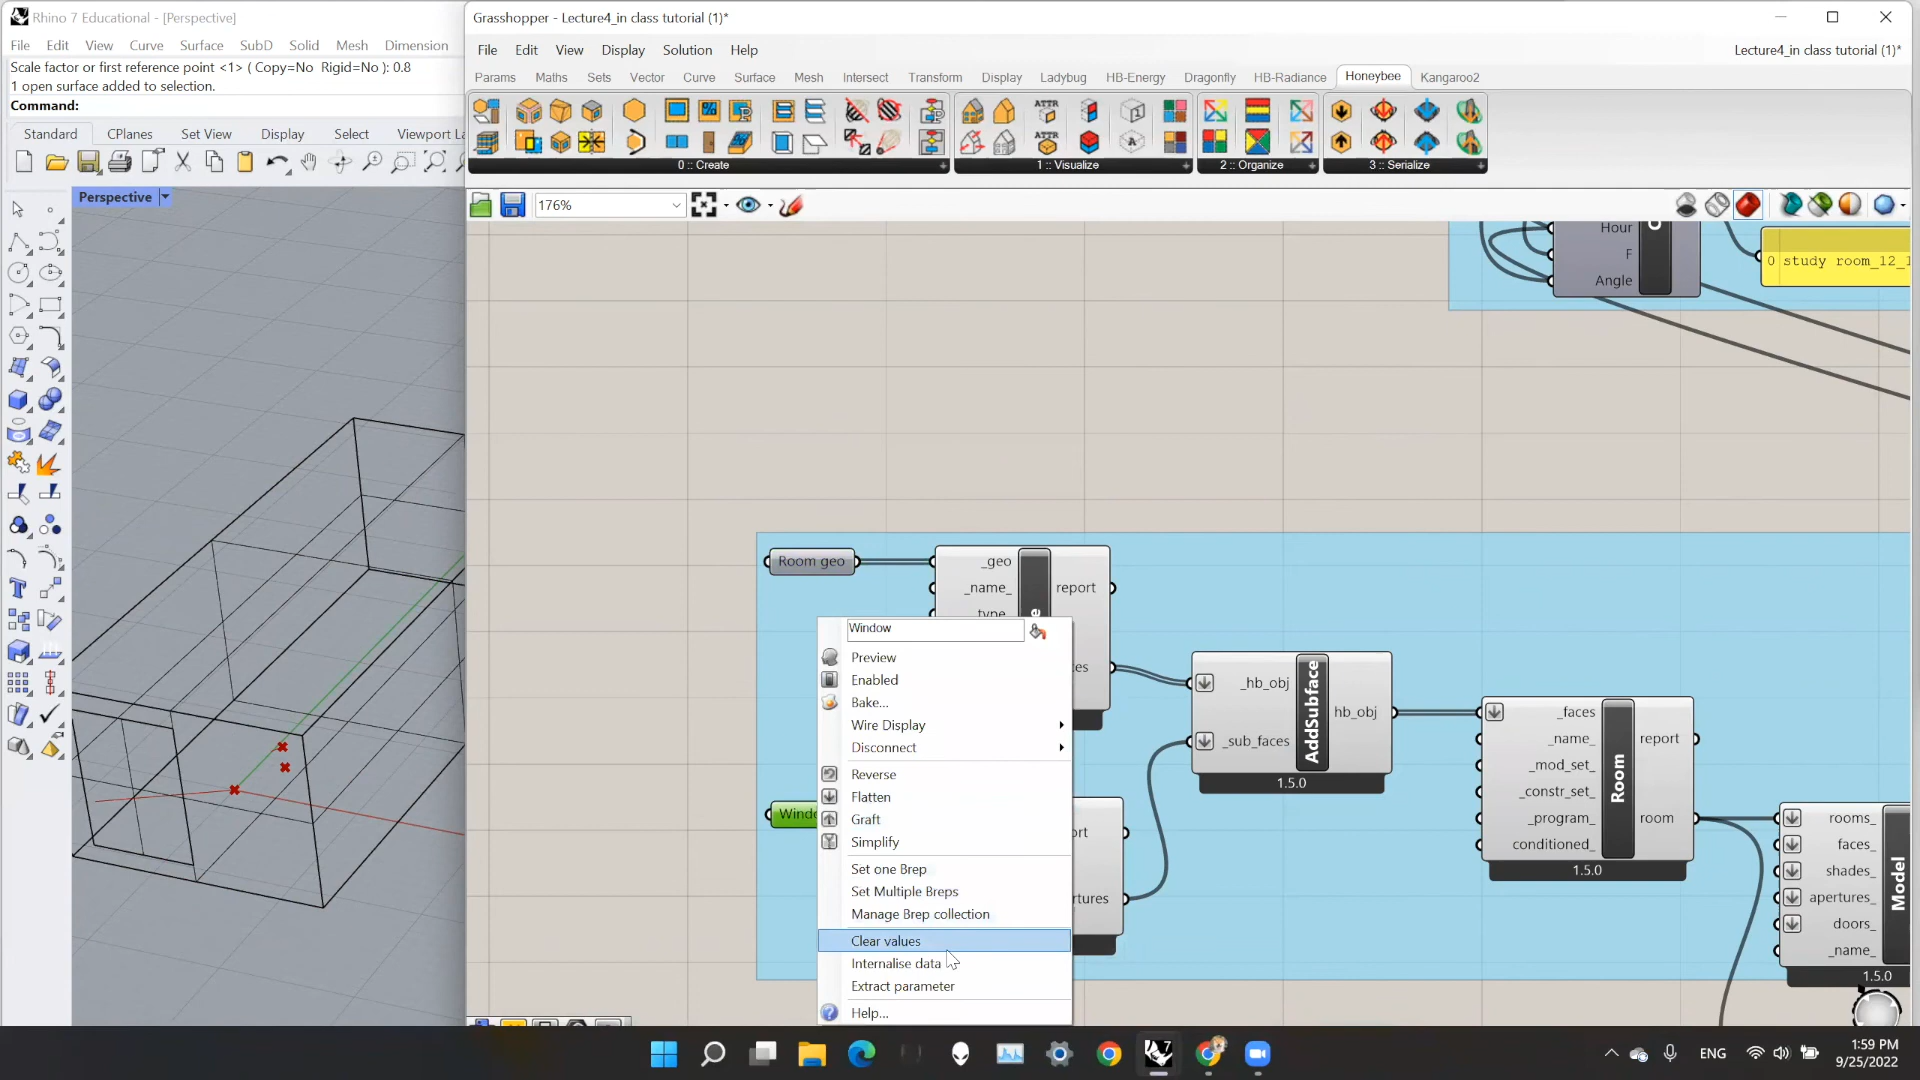 Rhino 7 Educational - [Perspective]
File Edit View Curve Surface SubD Solid Mesh Dimension
Scale factor or first reference point <1> ( Copy=No Rigid=No ): 0.8
1 open surface added to selection.
Command:
Standard CPlanes Set View Display Select Viewport La
Perspective
Grasshopper - Lecture4_in class tutorial (1)*
File Edit View Display Solution Help
Lecture4_in class tutorial (1)*
Params Maths Sets Vector Curve Surface Mesh Intersect Transform Display Ladybug HB-Energy Dragonfly HB-Radiance Honeybee Kangaroo2
ATTR
ATTR
0 :: Create
1 :: Visualize
2 :: Organize
3 :: Serialize
176%
Hour
F
Angle
0 study room_12_1
Room geo
_geo
_name_
report
Window
Preview
Enabled
Bake...
Wire Display
Disconnect
Reverse
Flatten
Graft
Simplify
Set one Brep
Set Multiple Breps
Manage Brep collection
Clear values
Internalise data
Extract parameter
Help...
_hb_obj
_sub_faces
AddSubface
hb_obj
1.5.0
_faces
_name_
_mod_set_
_constr_set_
_program_
conditioned_
Room
report
room
1.5.0
rooms_
faces_
shades_
apertures_
doors_
_name_
Model
1.5.0
ENG
1:59 PM
9/25/2022